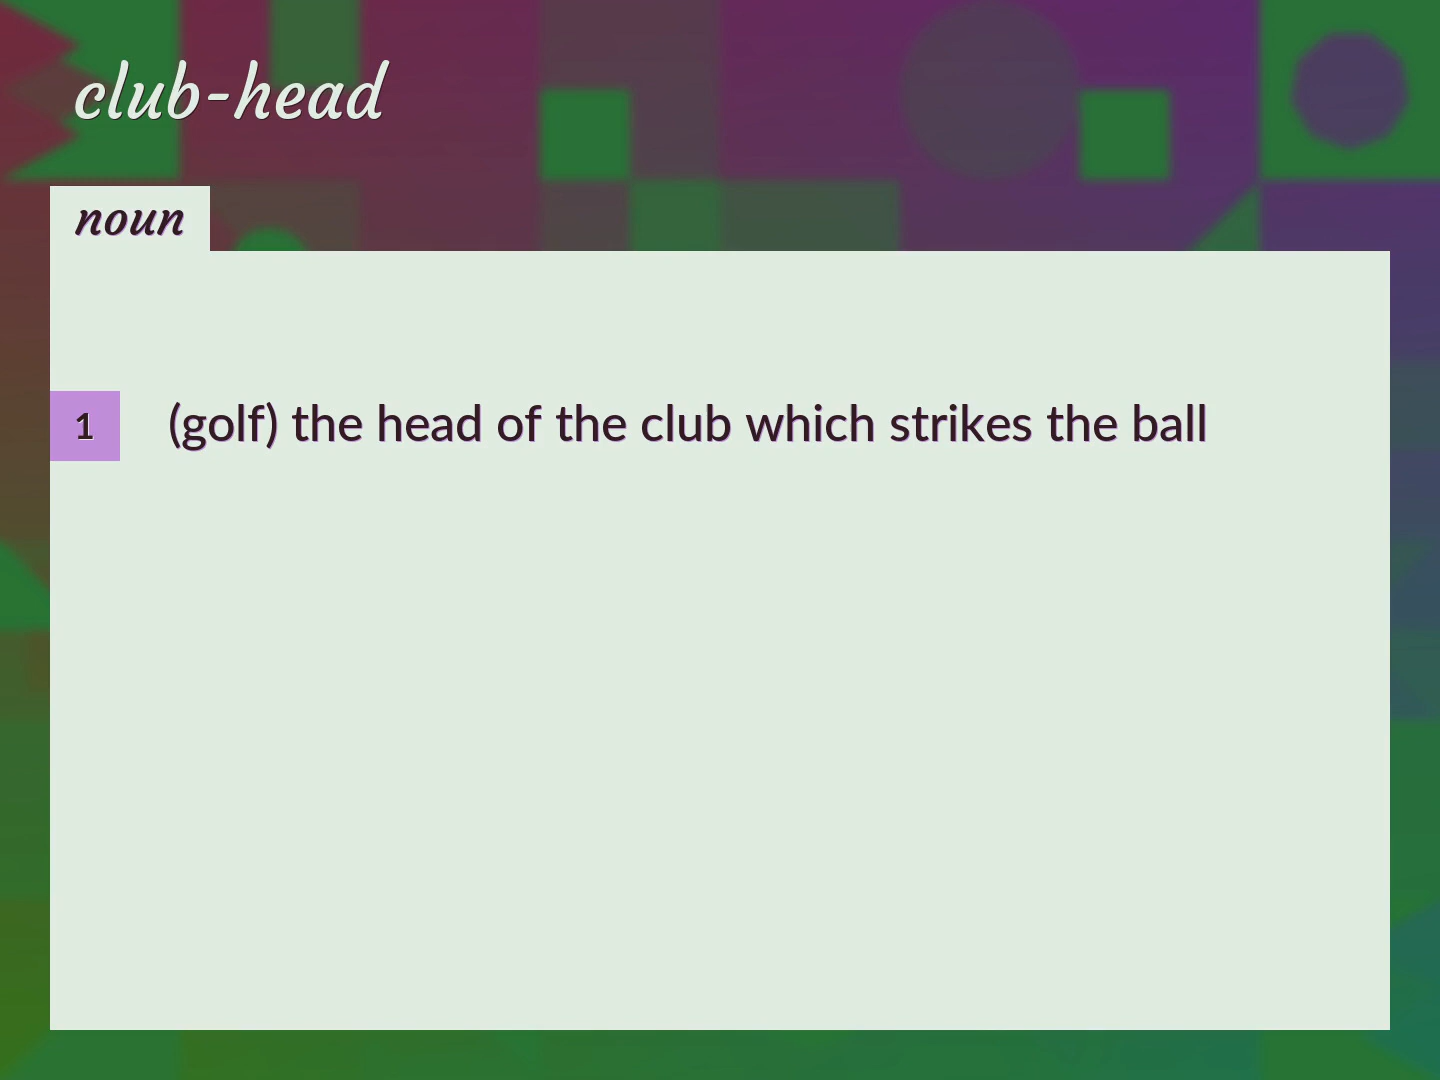 club-head
noun
1 (golf) the head of the club which strikes the ball